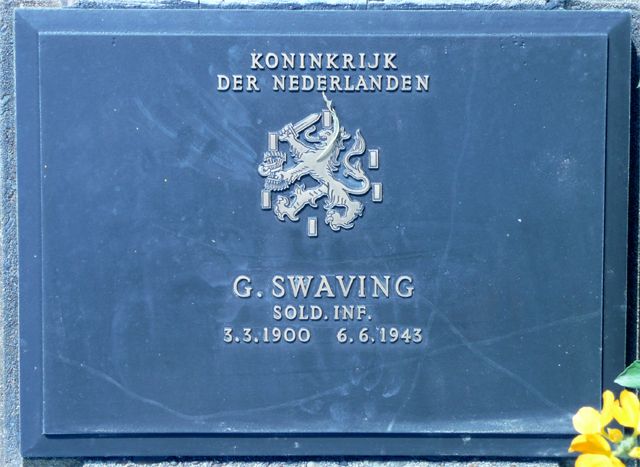 KONINKRIJK
DER NEDERLANDEN
G. SWAVING
SOLD. INF.
3.3.1900 6.6.1943